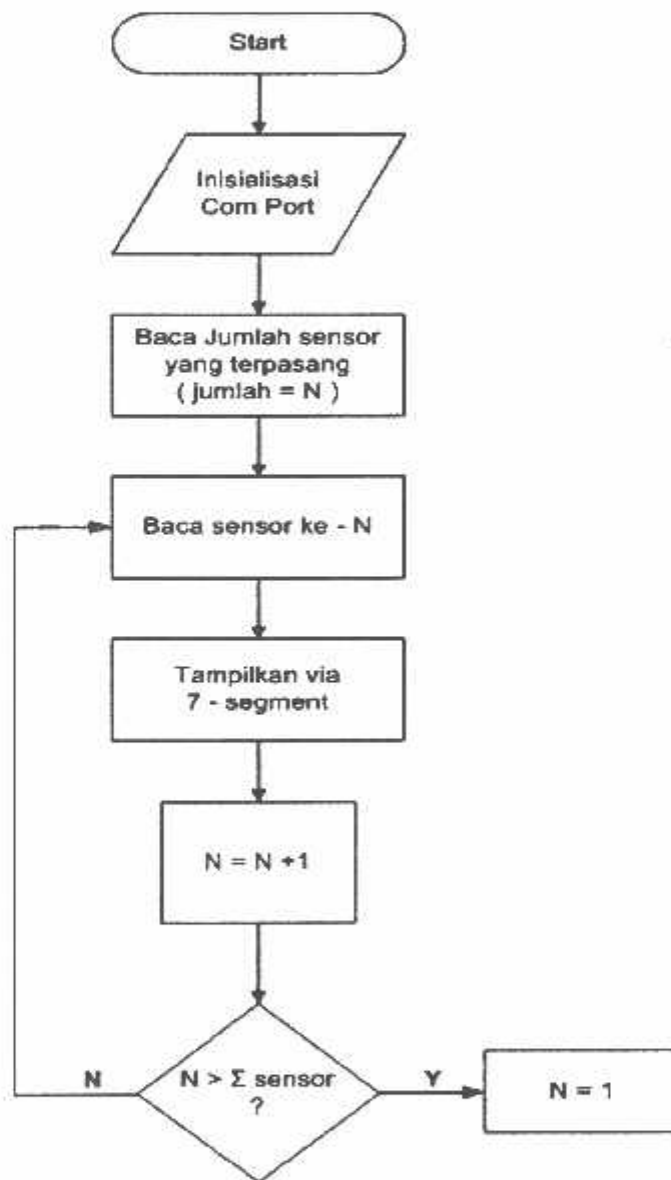 Start
Inisialisasi
Com Port
Baca Jumlah sensor
yang terpasang
( jumlah = N )
Baca sensor ke - N
Tampilkan via
7 - segment
N = N +1
N > Σ sensor
?
N
Y
N = 1